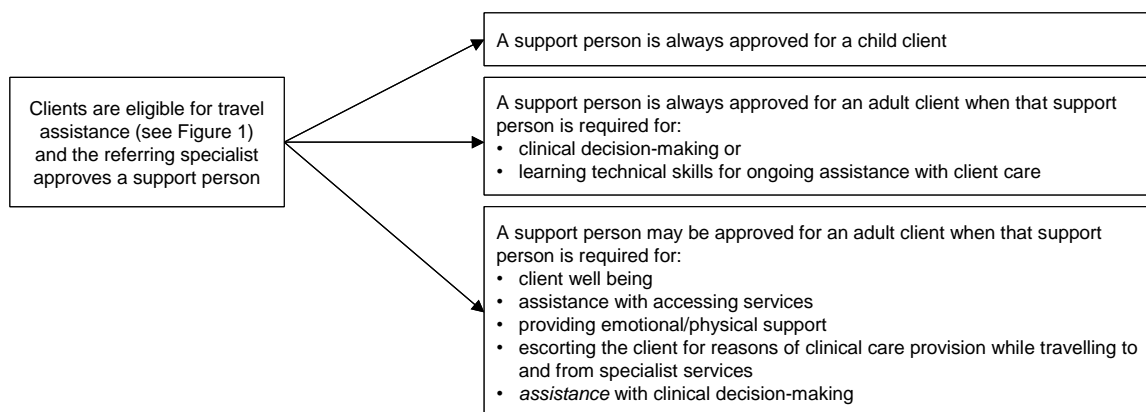 Clients are eligible for travel
assistance (see Figure 1)
and the referring specialist
approves a support person
A support person is always approved for a child client
A support person is always approved for an adult client when that support
person is required for:
• clinical decision-making or
• learning technical skills for ongoing assistance with client care
A support person may be approved for an adult client when that support
person is required for:
• client well being
• assistance with accessing services
• providing emotional/physical support
• escorting the client for reasons of clinical care provision while travelling to
and from specialist services
• assistance with clinical decision-making